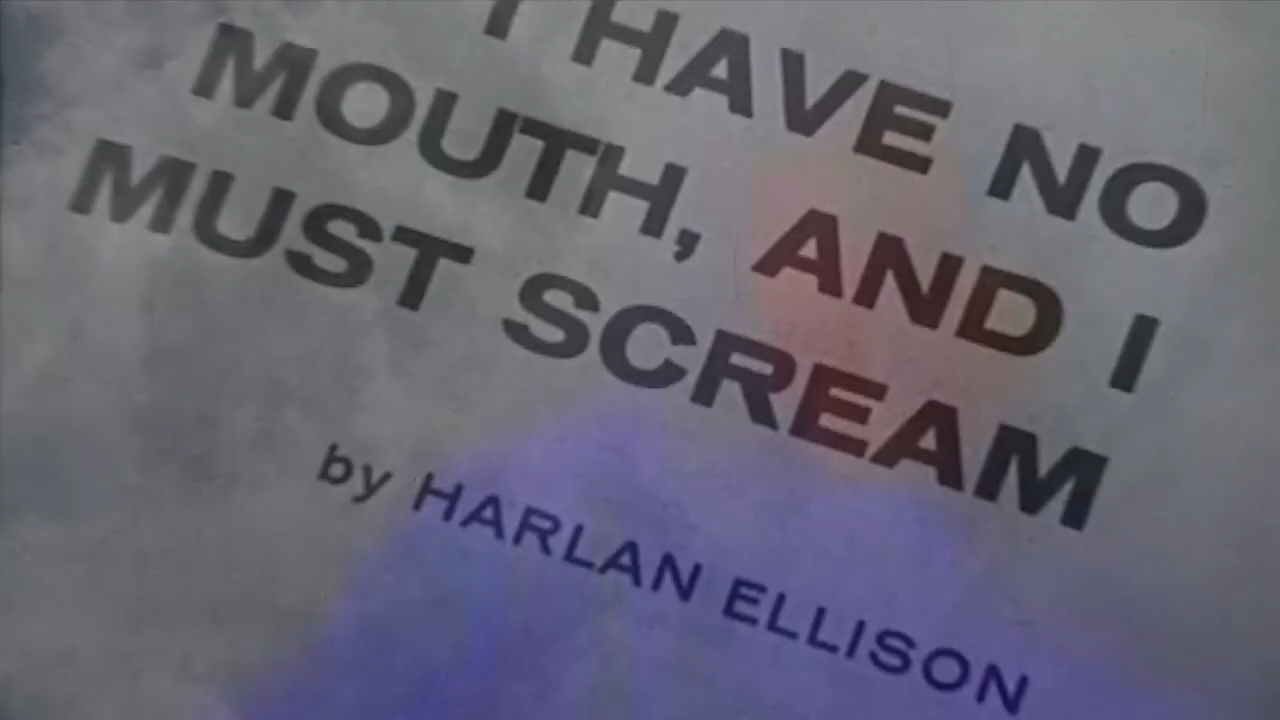 I HAVE NO
MOUTH, AND I
MUST SCREAM
by HARLAN ELLISON